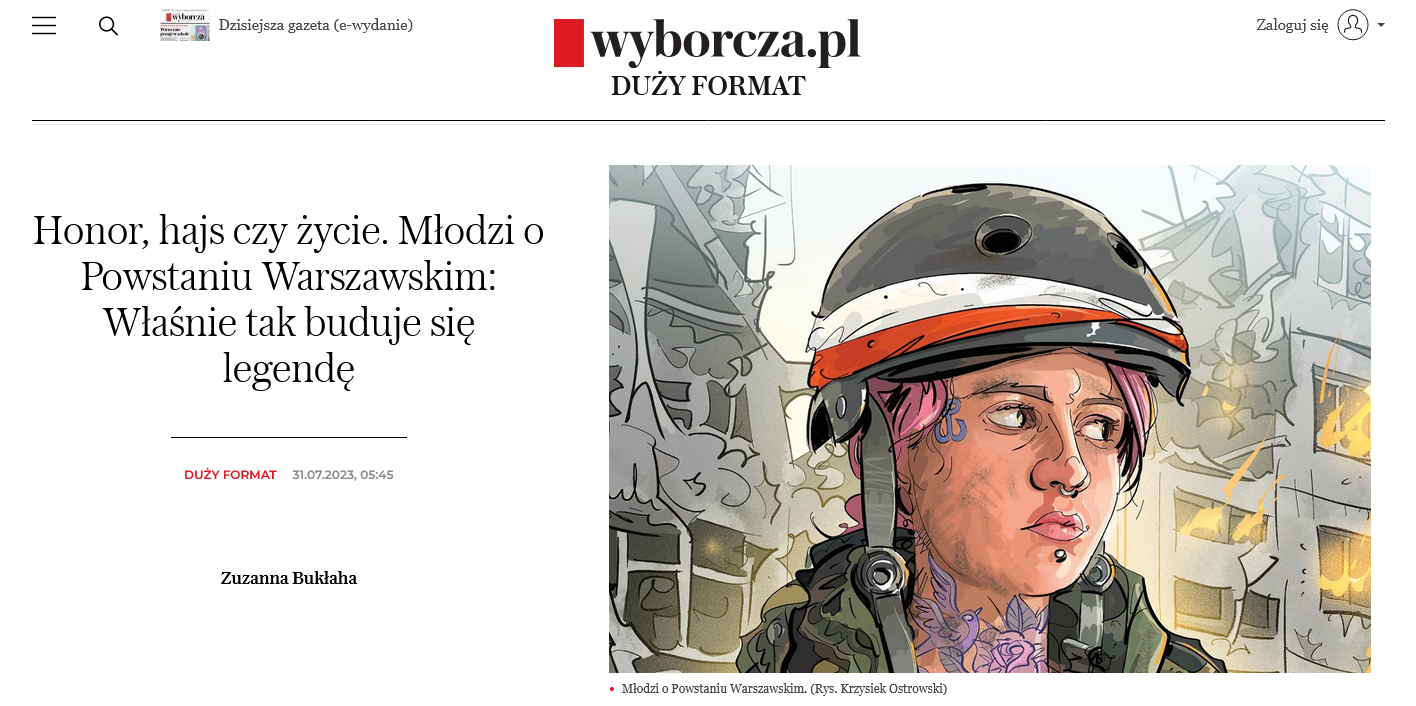 wyborcza
Dzisiejsza gazeta (e-wydanie)
wyborcza.pl
DUŻY FORMAT
Zaloguj się
Honor, hajs czy życie. Młodzi o
Powstaniu Warszawskim:
Właśnie tak buduje się
legendę
DUŻY FORMAT 31.07.2023, 05:45
Zuzanna Bukłaha
Młodzi o Powstaniu Warszawskim. (Rys. Krzysiek Ostrowski)